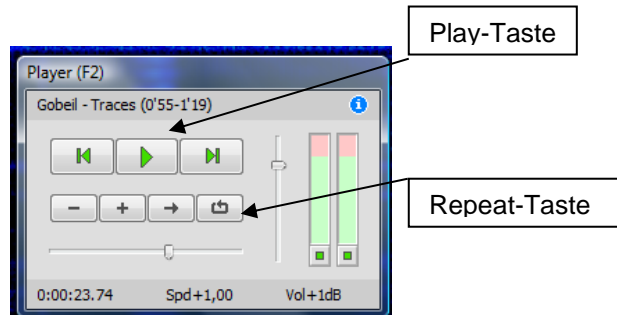 Play-Taste
Player (F2)
Gobeil - Traces (0'55-1'19)
Repeat-Taste
0:00:23.74 Spd+1,00 Vol+1dB